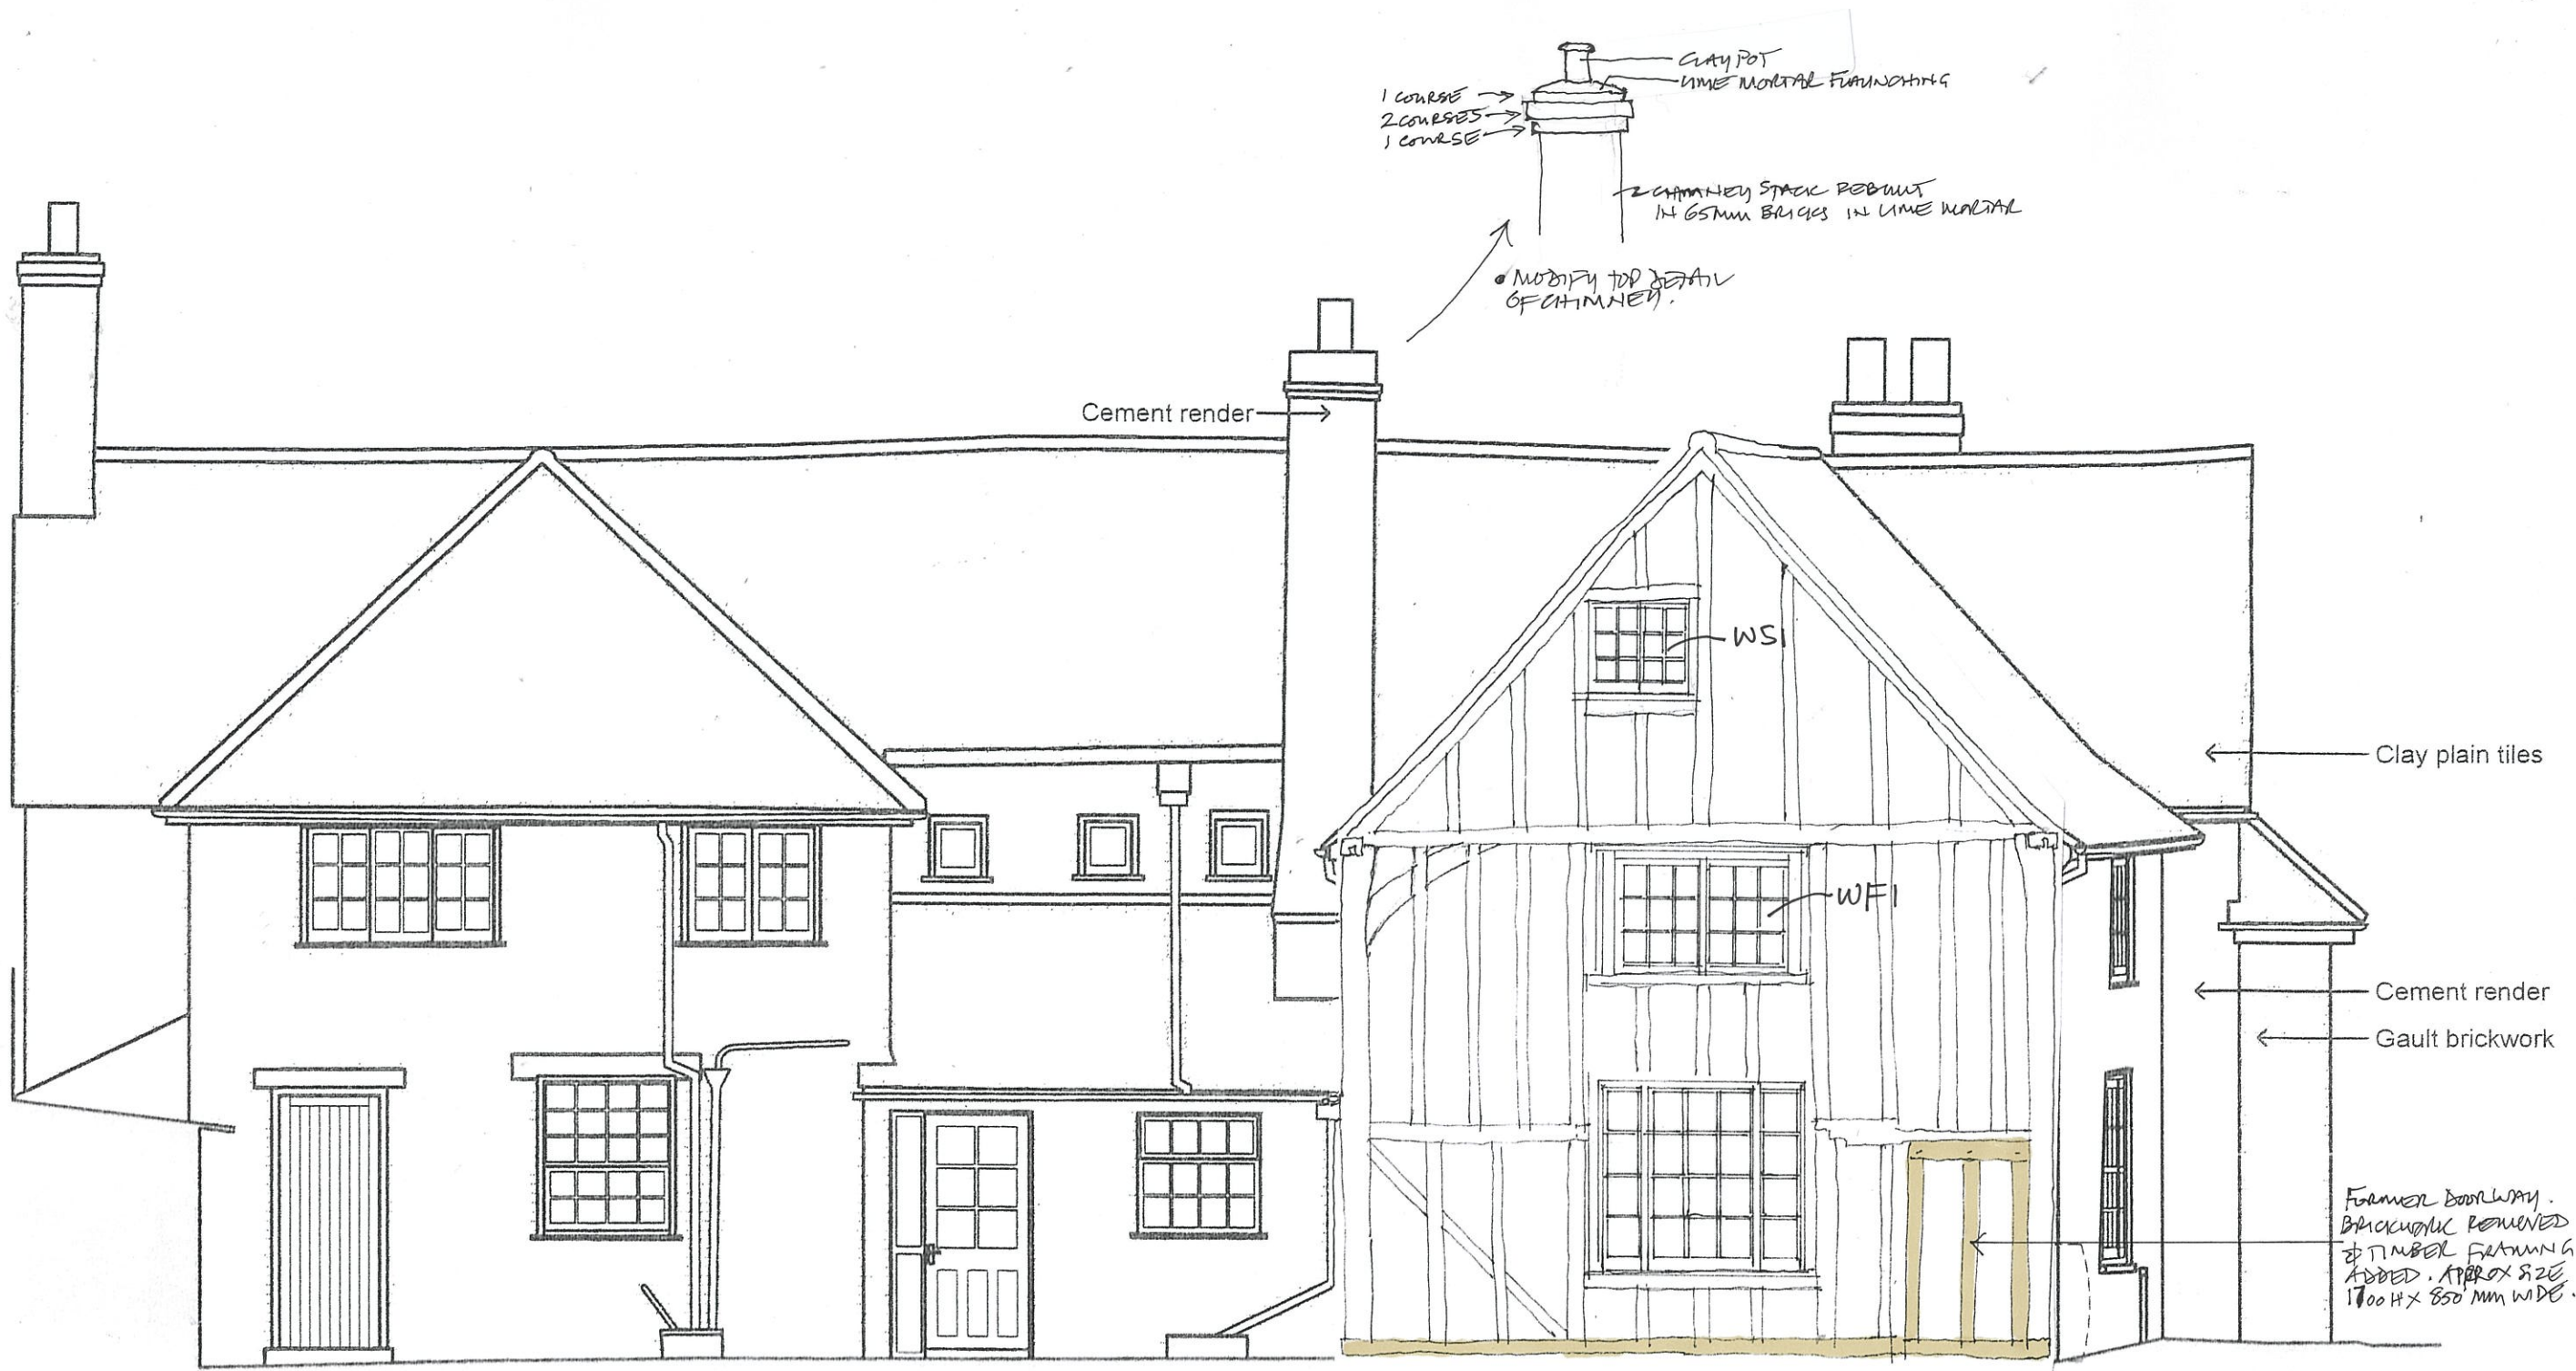 CLAY POT
LIME MORTAR FLAUNCHING
1 COURSE
2 COURSES
1 COURSE
CHIMNEY STACK REBUILT
IN 65MM BRICKS IN LIME MORTAR
• MODIFY TOP DETAIL
OF CHIMNEY.
Cement render
WS1
Clay plain tiles
WF1
Cement render
Gault brickwork
FORMER DOORWAY.
BRICKWORK REMOVED
& TIMBER FRAMING
ADDED. APPROX SIZE
1700 H X 850 MM WIDE.